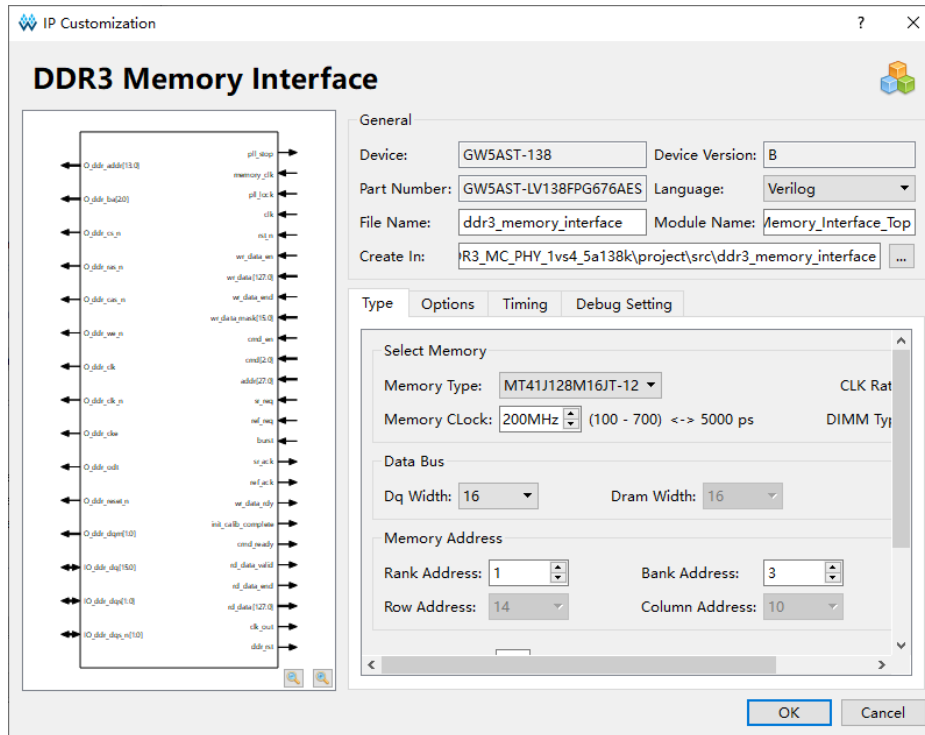 IP Customization
?
DDR3 Memory Interface
O_ddr_addr[13:0]
O_ddr_ba[2:0]
O_ddr_cs_n
O_ddr_ras_n
O_ddr_cas_n
O_ddr_we_n
O_ddr_clk
O_ddr_clk_n
O_ddr_cke
O_ddr_odt
O_ddr_reset_n
O_ddr_dqm[1:0]
IO_ddr_dq[15:0]
IO_ddr_dqs[1:0]
IO_ddr_dqs_n[1:0]
pll_stop
memory_clk
pll_lock
clk
rst_n
wr_data_en
wr_data[127:0]
wr_data_end
wr_data_mask[15:0]
cmd_en
cmd[2:0]
addr[27:0]
sr_req
ref_req
burst
sr_ack
ref_ack
wr_data_rdy
init_calib_complete
cmd_ready
rd_data_valid
rd_data_end
rd_data[127:0]
clk_out
ddr_rst
General
Device: GW5AST-138 Device Version: B
Part Number: GW5AST-LV138FPG676AES Language: Verilog
File Name: ddr3_memory_interface Module Name: Memory_Interface_Top
Create In: R3_MC_PHY_1vs4_5a138k\project\src\ddr3_memory_interface ...
Type Options Timing Debug Setting
Select Memory
Memory Type: MT41J128M16JT-12 CLK Rat
Memory CLock: 200MHz (100 - 700) <-> 5000 ps DIMM Ty
Data Bus
Dq Width: 16 Dram Width: 16
Memory Address
Rank Address: 1 Bank Address: 3
Row Address: 14 Column Address: 10
OK Cancel